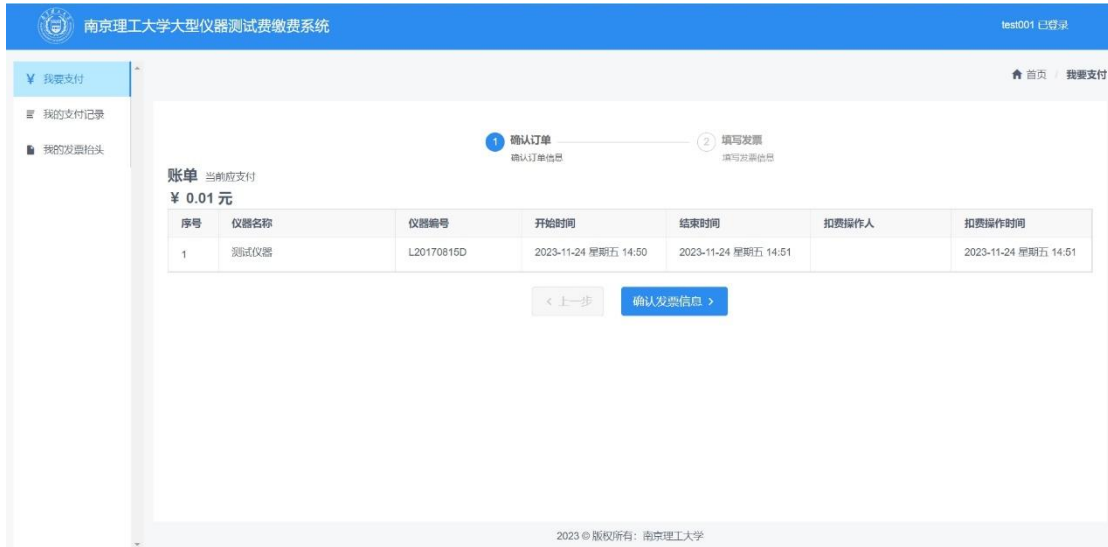 南京理工大学大型仪器测试费缴费系统
test001 已登录
¥ 我要支付
我的支付记录
我的发票抬头
首页 / 我要支付
1 确认订单
确认订单信息
2 填写发票
填写发票信息
账单 当前应支付
¥ 0.01 元
序号 仪器名称 仪器编号 开始时间 结束时间 扣费操作人 扣费操作时间
1 测试仪器 L20170815D 2023-11-24 星期五 14:50 2023-11-24 星期五 14:51 2023-11-24 星期五 14:51
< 上一步 确认发票信息 >
2023 © 版权所有：南京理工大学